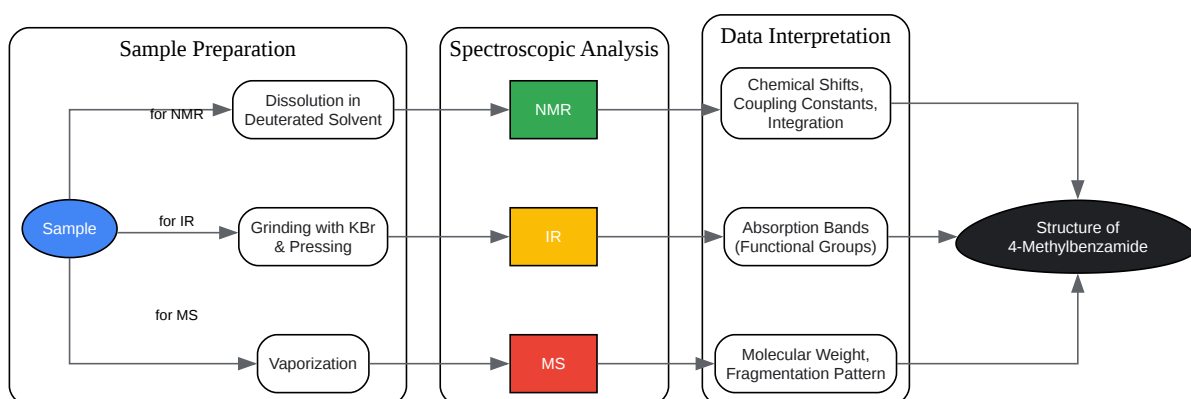 Sample Preparation
Spectroscopic Analysis
Data Interpretation
for NMR
Dissolution in
Deuterated Solvent
NMR
Chemical Shifts,
Coupling Constants,
Integration
Sample
for IR
Grinding with KBr
& Pressing
IR
Absorption Bands
(Functional Groups)
Structure of
4-Methylbenzamide
for MS
Vaporization
MS
Molecular Weight,
Fragmentation Pattern